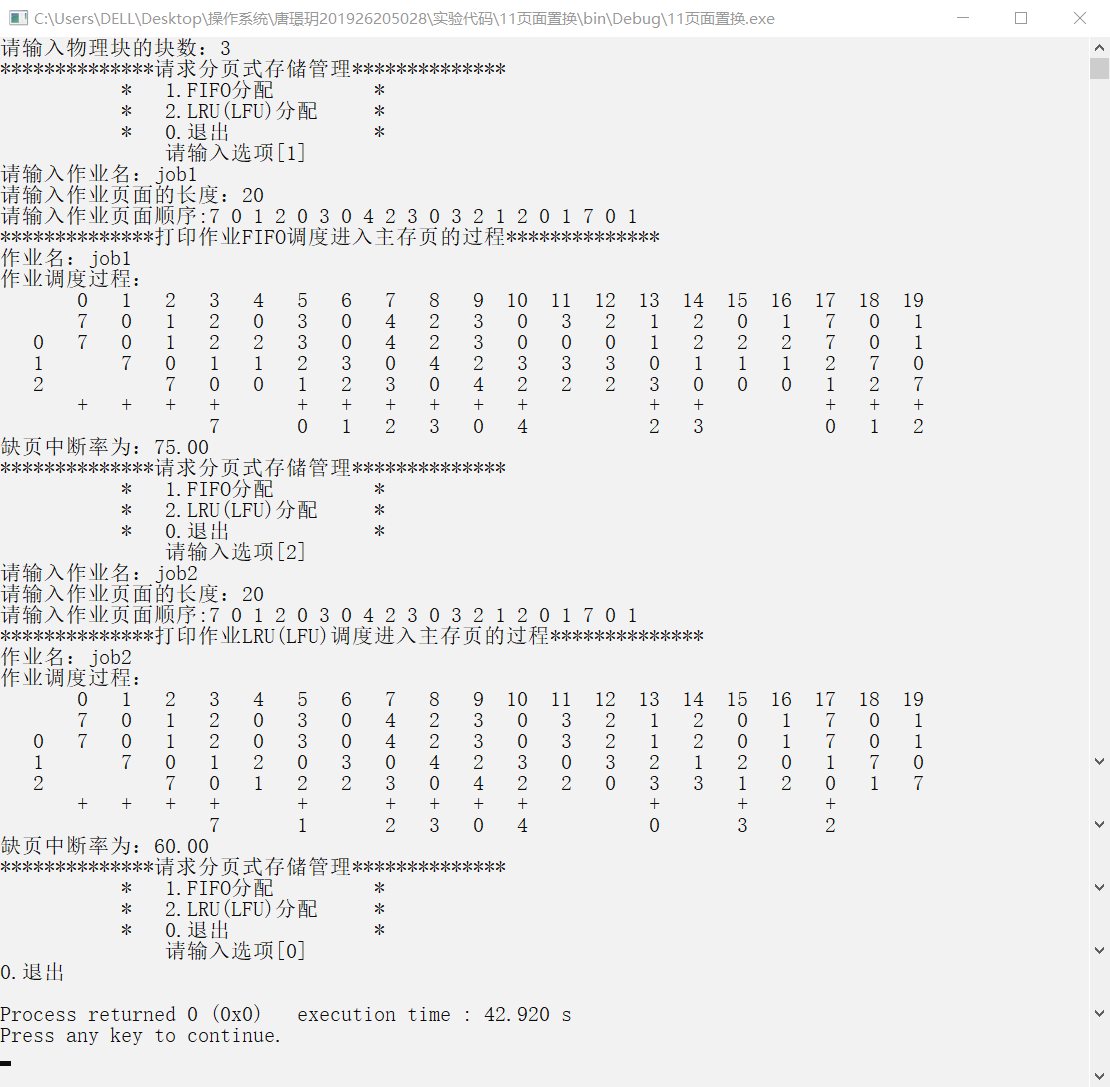 C:\Users\DELL\Desktop\操作系统\唐璟玥201926205028\实验代码\11页面置换\bin\Debug\11页面置换.exe
请输入物理块的块数：3
**************请求分页式存储管理**************
* 1.FIFO分配 *
* 2.LRU(LFU)分配 *
* 0.退出 *
请输入选项[1]
请输入作业名：job1
请输入作业页面的长度：20
请输入作业页面顺序:7 0 1 2 0 3 0 4 2 3 0 3 2 1 2 0 1 7 0 1
**************打印作业FIFO调度进入主存页的过程**************
作业名：job1
作业调度过程：
0 1 2 3 4 5 6 7 8 9 10 11 12 13 14 15 16 17 18 19
7 0 1 2 0 3 0 4 2 3 0 3 2 1 2 0 1 7 0 1
0 7 0 1 2 2 3 0 4 2 3 0 0 0 1 2 2 2 7 0 1
1 7 0 1 1 2 3 0 4 2 3 3 3 0 1 1 1 2 7 0
2 7 0 0 1 2 3 0 4 2 2 2 3 0 0 0 1 2 7
+ + + + + + + + + + + + + + +
7 0 1 2 3 0 4 2 3 0 1 2
缺页中断率为：75.00
**************请求分页式存储管理**************
* 1.FIFO分配 *
* 2.LRU(LFU)分配 *
* 0.退出 *
请输入选项[2]
请输入作业名：job2
请输入作业页面的长度：20
请输入作业页面顺序:7 0 1 2 0 3 0 4 2 3 0 3 2 1 2 0 1 7 0 1
**************打印作业LRU(LFU)调度进入主存页的过程**************
作业名：job2
作业调度过程：
0 1 2 3 4 5 6 7 8 9 10 11 12 13 14 15 16 17 18 19
7 0 1 2 0 3 0 4 2 3 0 3 2 1 2 0 1 7 0 1
0 7 0 1 2 0 3 0 4 2 3 0 3 2 1 2 0 1 7 0 1
1 7 0 1 2 0 3 0 4 2 3 0 3 2 1 2 0 1 7 0
2 7 0 1 2 2 3 0 4 2 2 0 3 3 1 2 0 1 7
+ + + + + + + + + + + +
7 1 2 3 0 4 0 3 2
缺页中断率为：60.00
**************请求分页式存储管理**************
* 1.FIFO分配 *
* 2.LRU(LFU)分配 *
* 0.退出 *
请输入选项[0]
0.退出
Process returned 0 (0x0) execution time : 42.920 s
Press any key to continue.